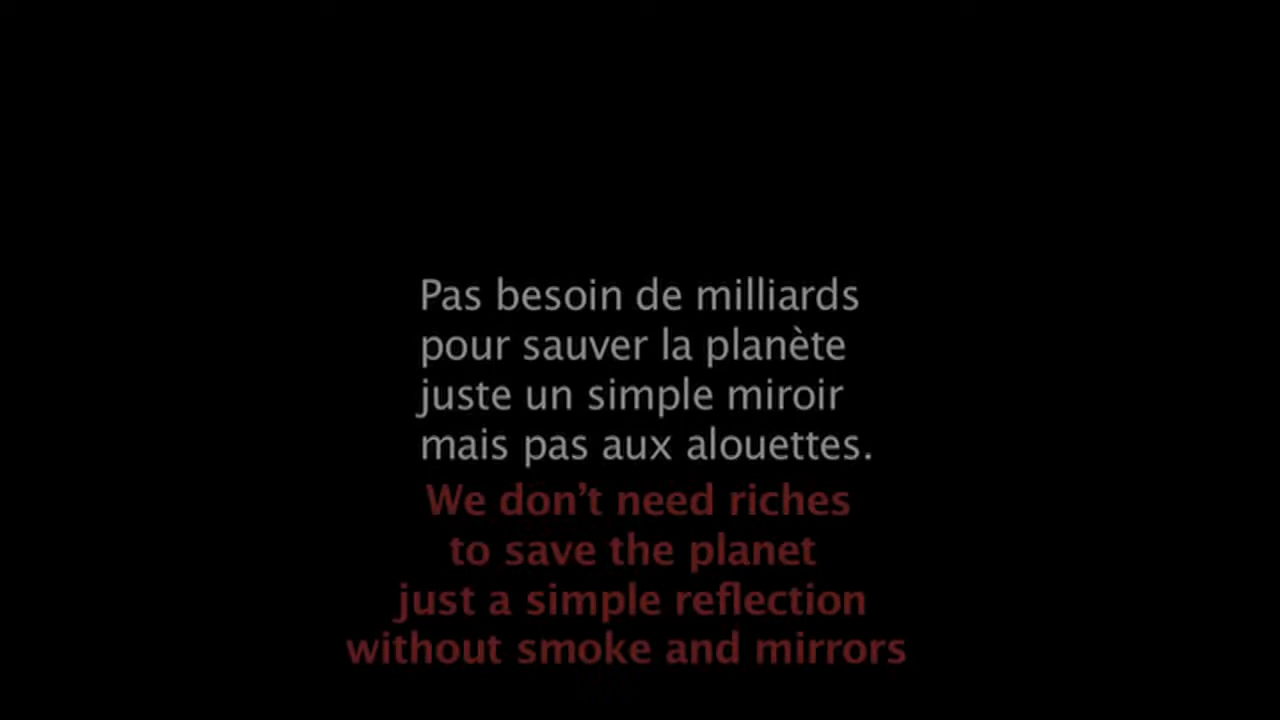 Pas besoin de milliards
pour sauver la planète
juste un simple miroir
mais pas aux alouettes.
We don’t need riches
to save the planet
just a simple reflection
without smoke and mirrors